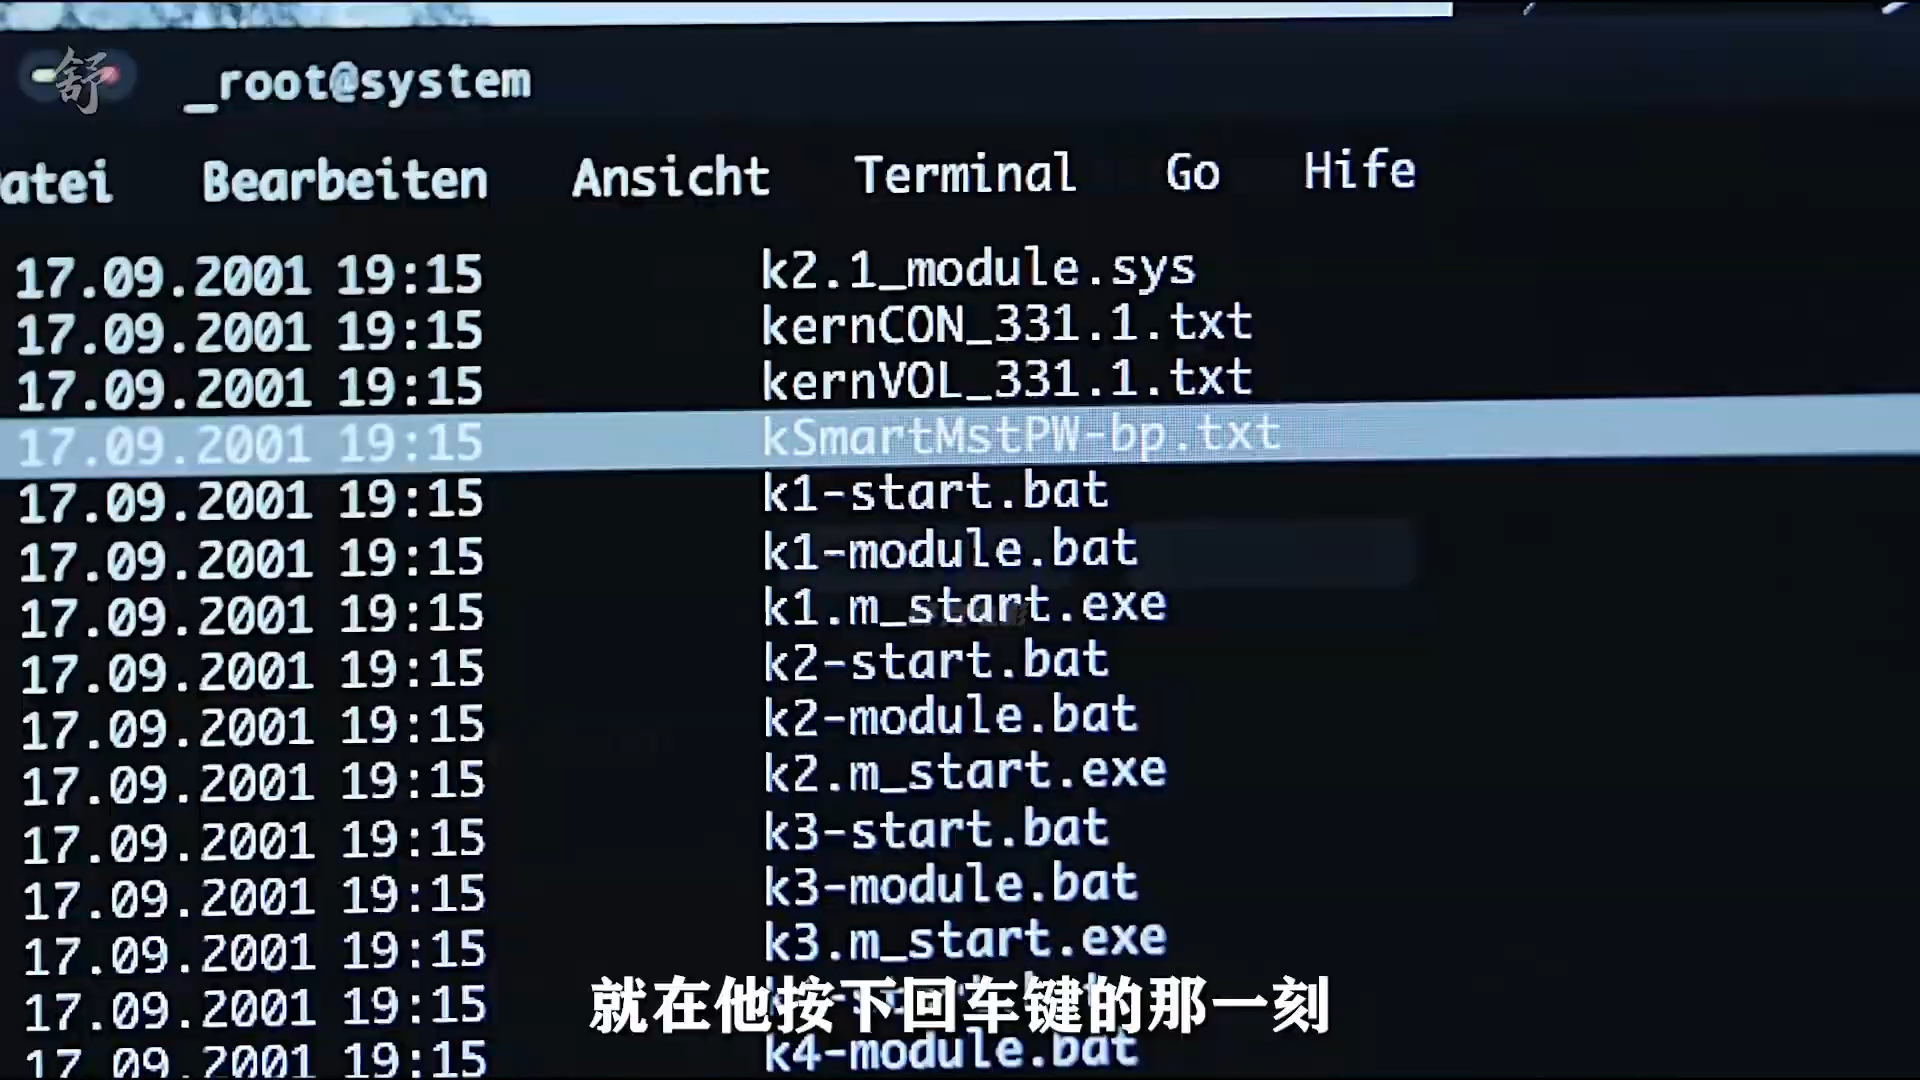 舒
_root@system
atei Bearbeiten Ansicht Terminal Go Hife
17.09.2001 19:15 k2.1_module.sys
17.09.2001 19:15 kernCON_331.1.txt
17.09.2001 19:15 kernVOL_331.1.txt
17.09.2001 19:15 kSmartMstPW-bp.txt
17.09.2001 19:15 k1-start.bat
17.09.2001 19:15 k1-module.bat
17.09.2001 19:15 k1.m_start.exe
17.09.2001 19:15 k2-start.bat
17.09.2001 19:15 k2-module.bat
17.09.2001 19:15 k2.m_start.exe
17.09.2001 19:15 k3-start.bat
17.09.2001 19:15 k3-module.bat
17.09.2001 19:15 k3.m_start.exe
17.09.2001 19:15
17.09.2001 19:15 k4-module.bat
就在他按下回车键的那一刻